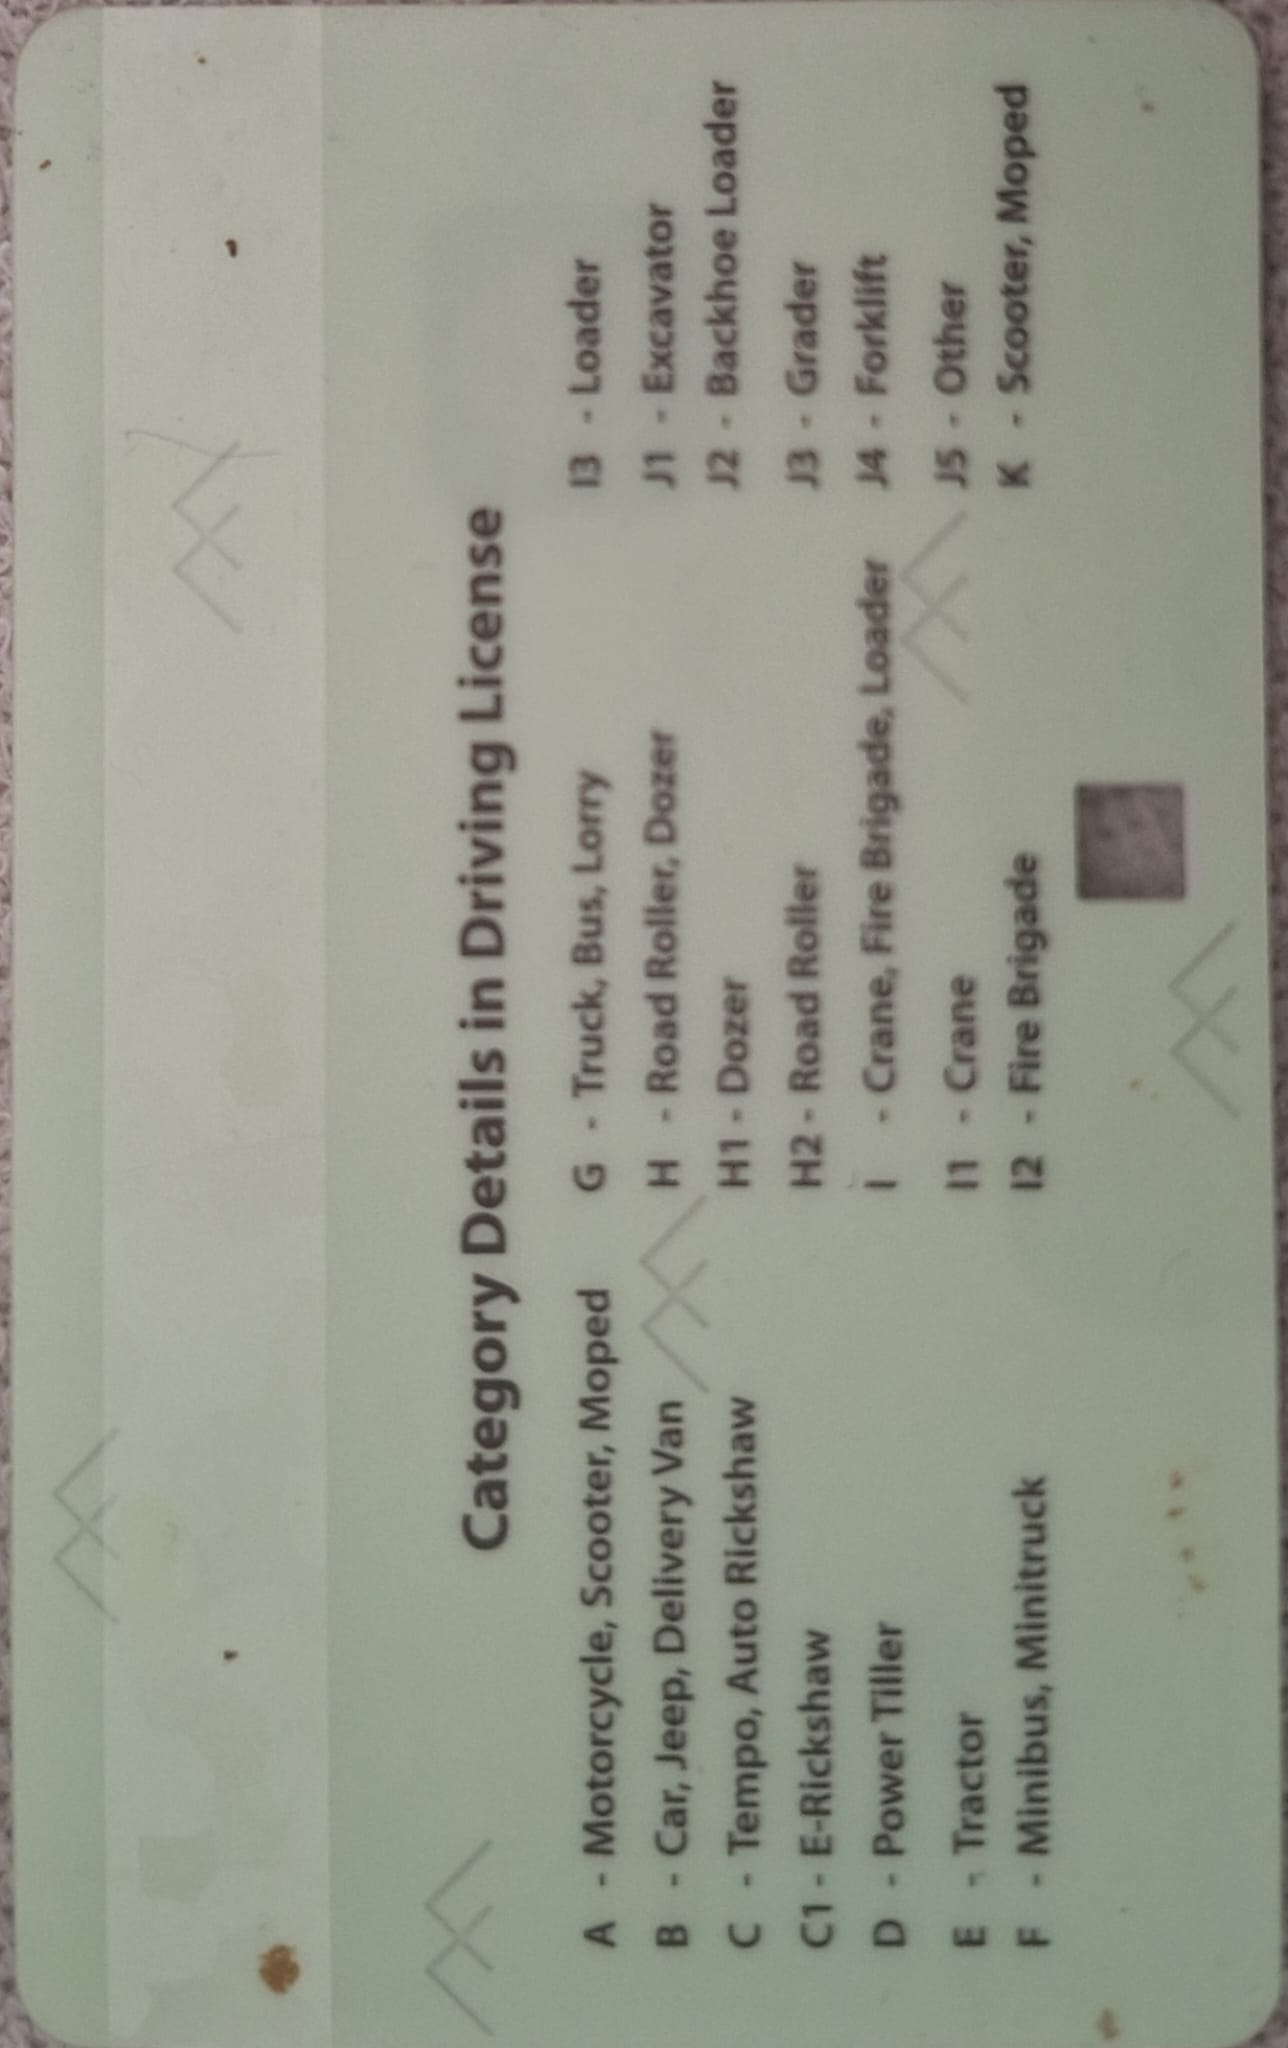 Category Details in Driving License
A - Motorcycle, Scooter, Moped
B - Car, Jeep, Delivery Van
C - Tempo, Auto Rickshaw
C1 - E-Rickshaw
D - Power Tiller
E - Tractor
F - Minibus, Minitruck
G - Truck, Bus, Lorry
H - Road Roller, Dozer
H1 - Dozer
H2 - Road Roller
I - Crane, Fire Brigade, Loader
I1 - Crane
I2 - Fire Brigade
I3 - Loader
J1 - Excavator
J2 - Backhoe Loader
J3 - Grader
J4 - Forklift
J5 - Other
K - Scooter, Moped